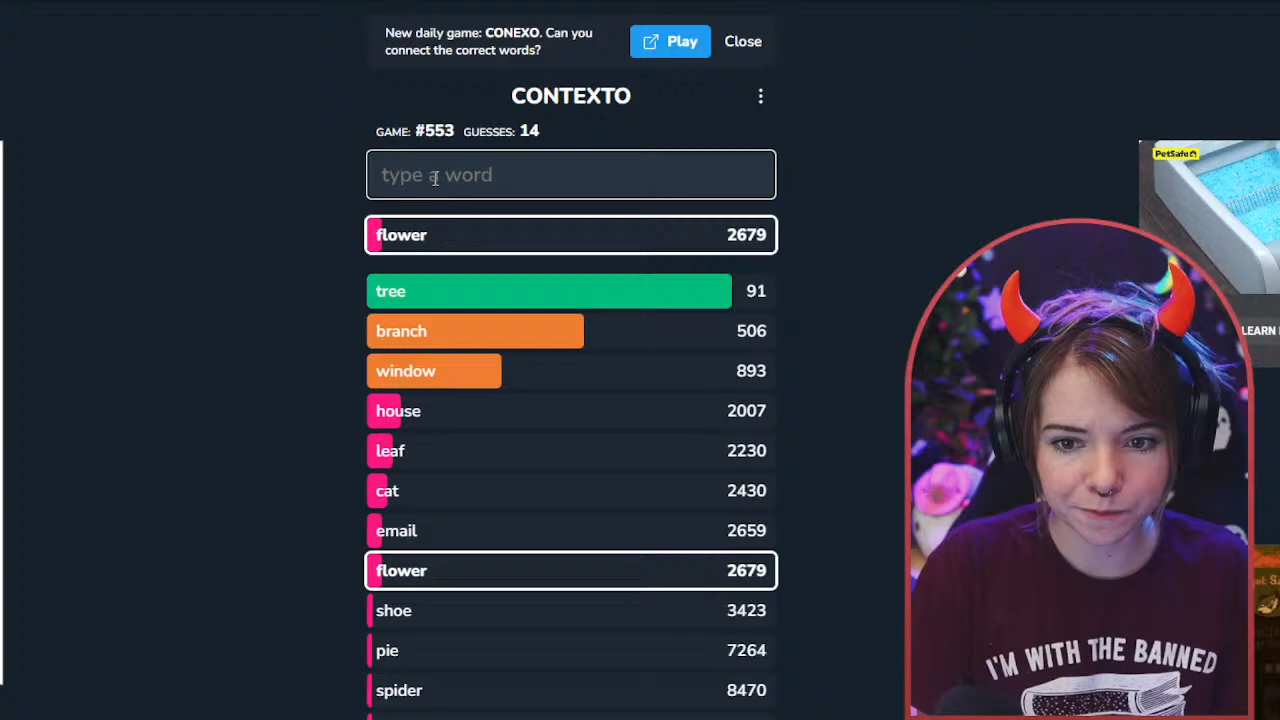 New daily game: CONEXO. Can you
connect the correct words?
Play
Close
CONTEXTO
GAME: #553 GUESSES: 14
type a word
flower 2679
tree 91
branch 506
window 893
house 2007
leaf 2230
cat 2430
email 2659
flower 2679
shoe 3423
pie 7264
spider 8470
PetSafe
LEARN
I'M WITH THE BANNED